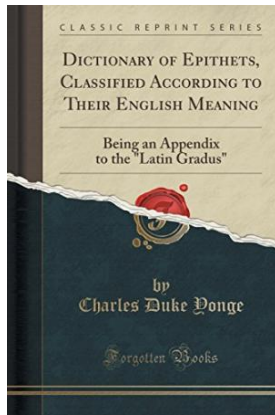 CLASSIC REPRINT SERIES
DICTIONARY OF EPITHETS,
CLASSIFIED ACCORDING TO
THEIR ENGLISH MEANING
Being an Appendix
to the "Latin Gradus"
by
Charles Duke Yonge
Forgotten Books